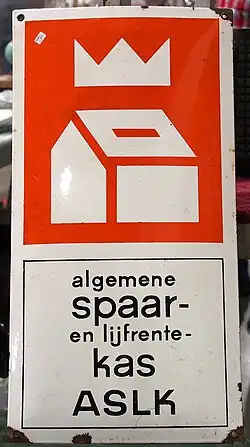 algemene
spaar-
en lijfrente-
kas
ASLK